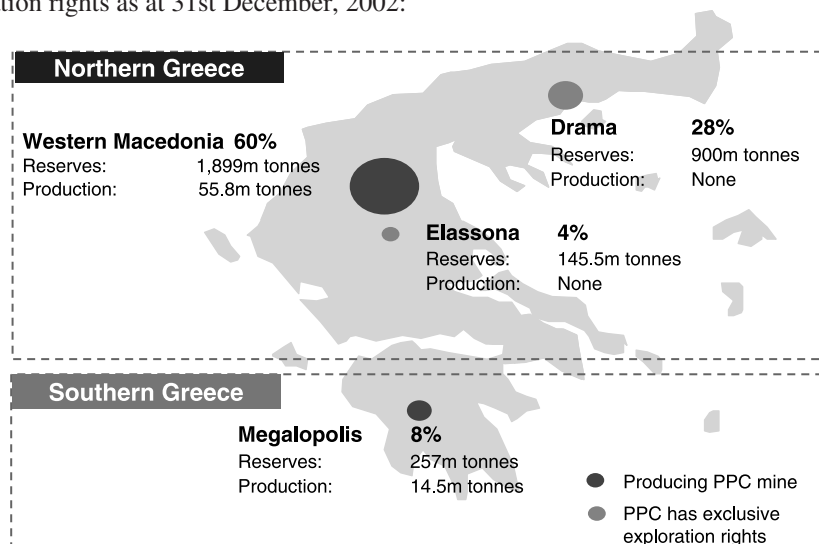 ation rights as at 31st December, 2002:
Northern Greece
Western Macedonia 60%
Reserves: 1,899m tonnes
Production: 55.8m tonnes
Drama 28%
Reserves: 900m tonnes
Production: None
Elassona 4%
Reserves: 145.5m tonnes
Production: None
Southern Greece
Megalopolis 8%
Reserves: 257m tonnes
Production: 14.5m tonnes
Producing PPC mine
PPC has exclusive
exploration rights